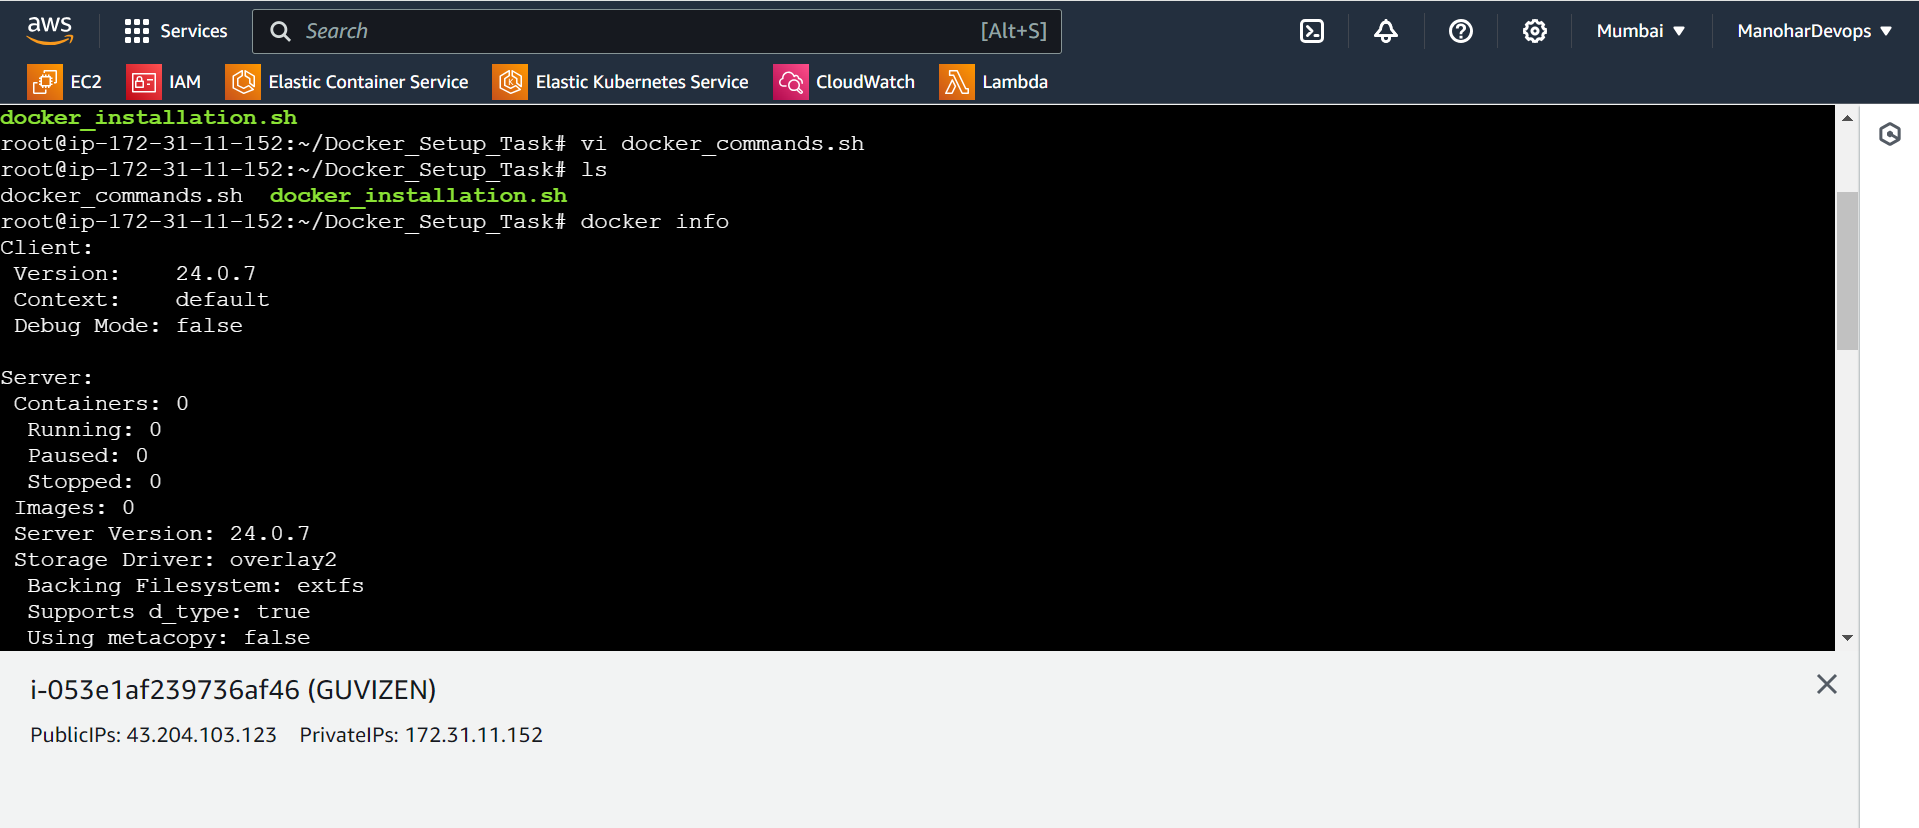 aws Services Search [Alt+S] Mumbai ManoharDevops
EC2 IAM Elastic Container Service Elastic Kubernetes Service CloudWatch Lambda
docker_installation.sh
root@ip-172-31-11-152:~/Docker_Setup_Task# vi docker_commands.sh
root@ip-172-31-11-152:~/Docker_Setup_Task# ls
docker_commands.sh  docker_installation.sh
root@ip-172-31-11-152:~/Docker_Setup_Task# docker info
Client:
 Version:    24.0.7
 Context:    default
 Debug Mode: false

Server:
 Containers: 0
  Running: 0
  Paused: 0
  Stopped: 0
 Images: 0
 Server Version: 24.0.7
 Storage Driver: overlay2
  Backing Filesystem: extfs
  Supports d_type: true
  Using metacopy: false
i-053e1af239736af46 (GUVIZEN)
PublicIPs: 43.204.103.123 PrivateIPs: 172.31.11.152